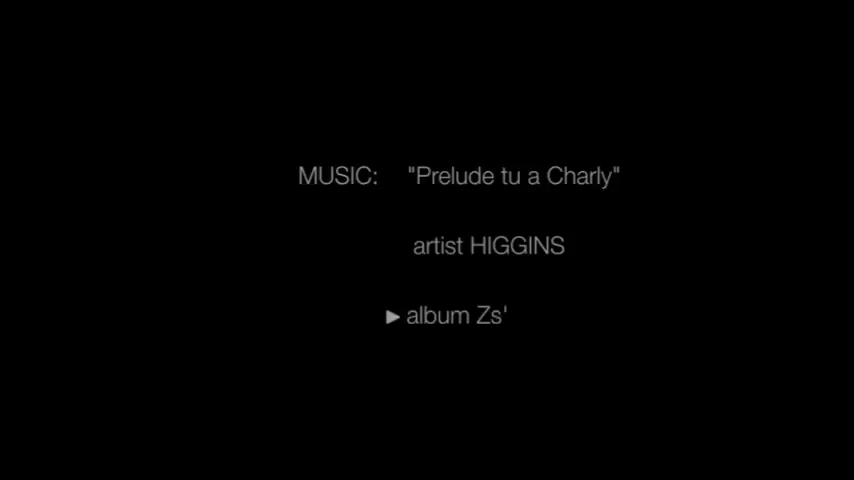 MUSIC: "Prelude tu a Charly"
artist HIGGINS
► album Zs'